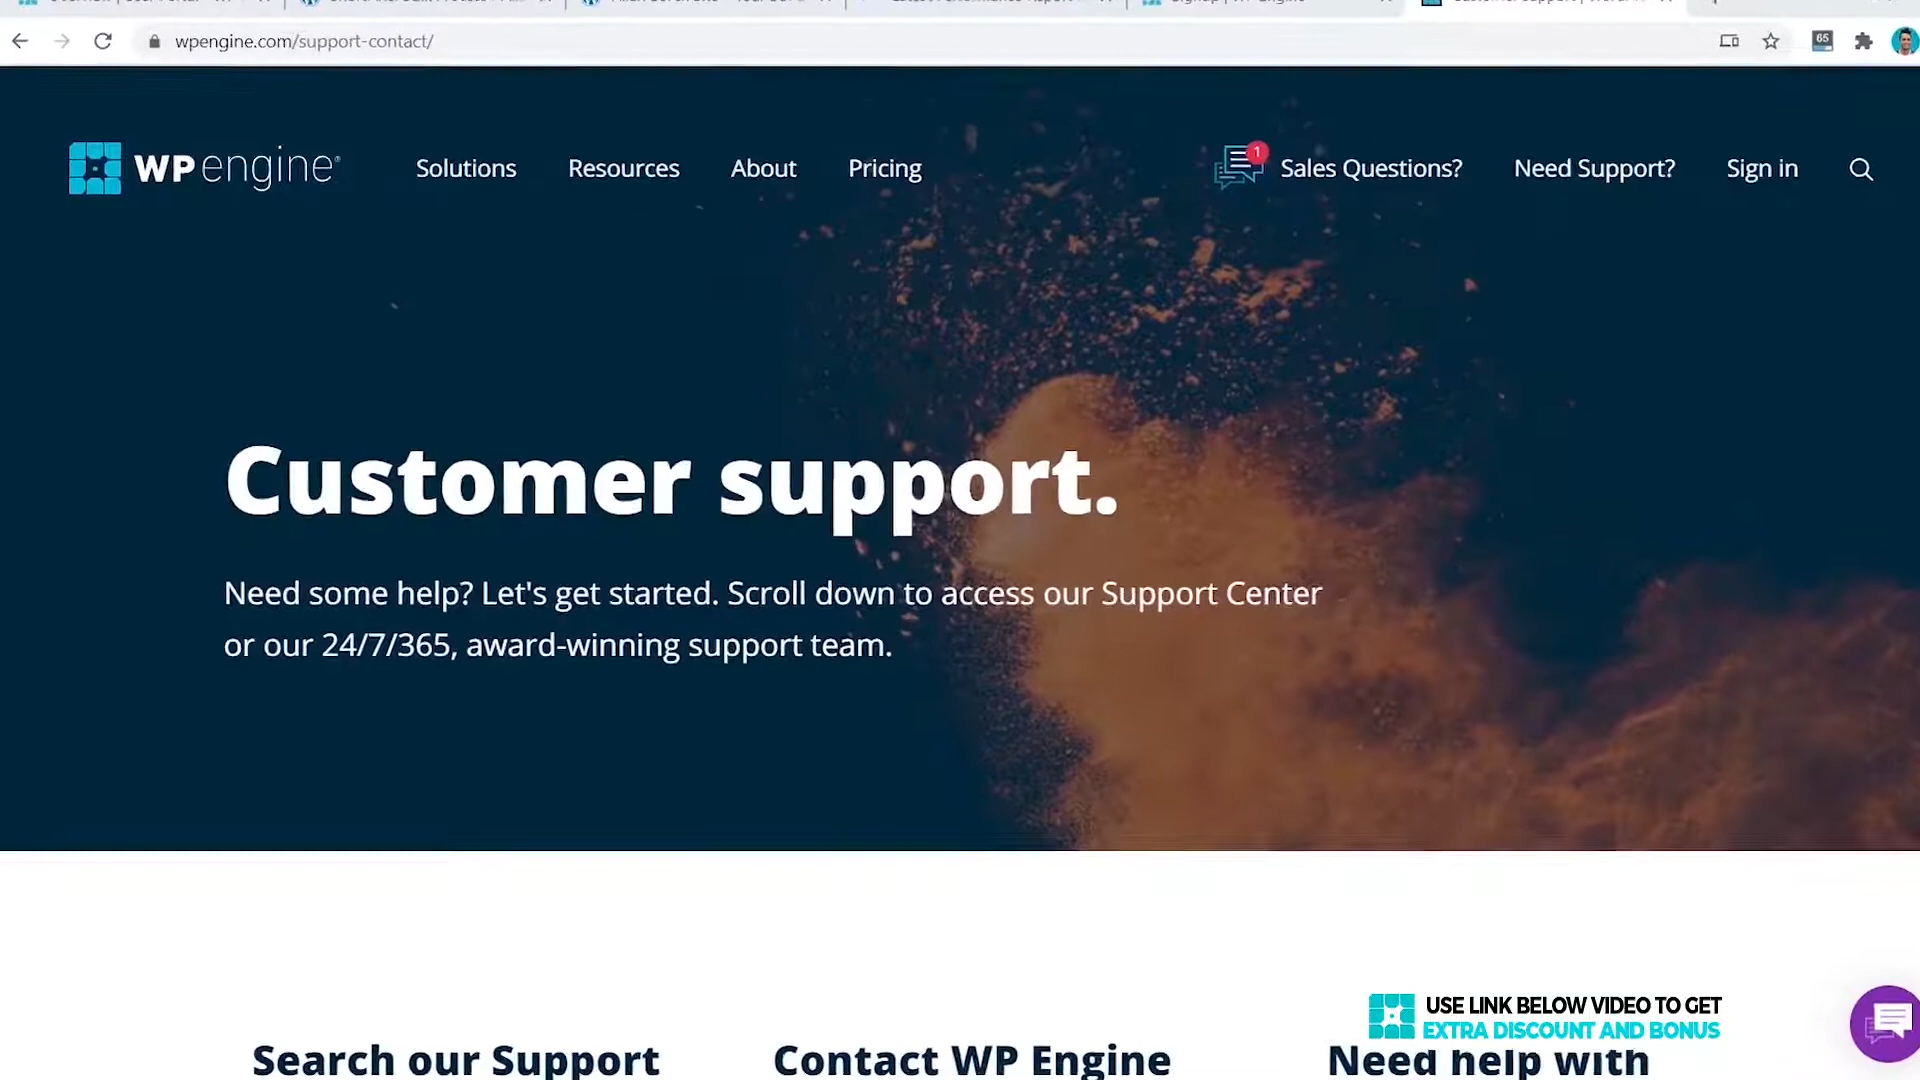 wpengine.com/support-contact/
65
WP engine
Solutions
Resources
About
Pricing
1
Sales Questions?
Need Support?
Sign in
Customer support.
Need some help? Let's get started. Scroll down to access our Support Center
or our 24/7/365, award-winning support team.
USE LINK BELOW VIDEO TO GET
EXTRA DISCOUNT AND BONUS
Search our Support
Contact WP Engine
Need help with